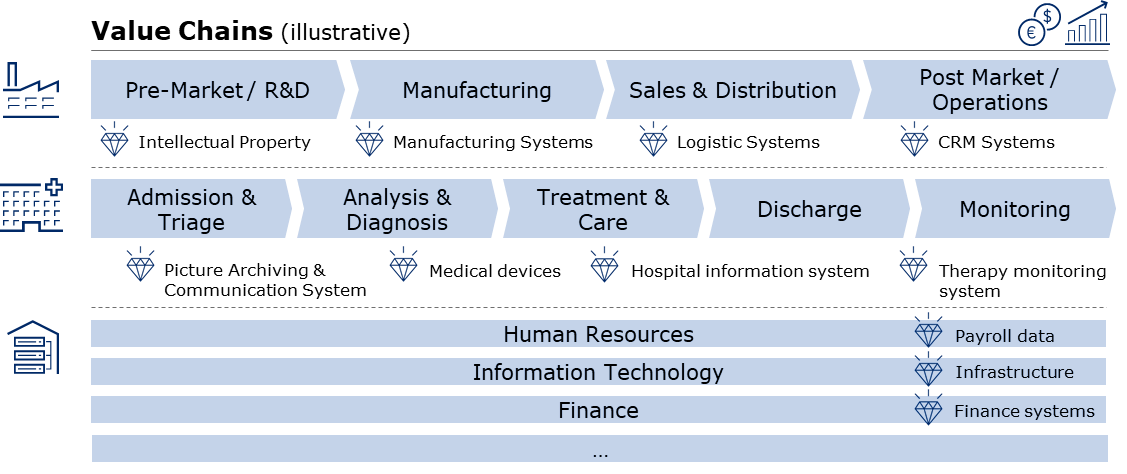 Value Chains (illustrative)
$
€
Pre-Market / R&D
Manufacturing
Sales & Distribution
Post Market /
Operations
Intellectual Property
Manufacturing Systems
Logistic Systems
CRM Systems
Admission &
Triage
Analysis &
Diagnosis
Treatment &
Care
Discharge
Monitoring
Picture Archiving &
Communication System
Medical devices
Hospital information system
Therapy monitoring
system
Human Resources
Payroll data
Information Technology
Infrastructure
Finance
Finance systems
...